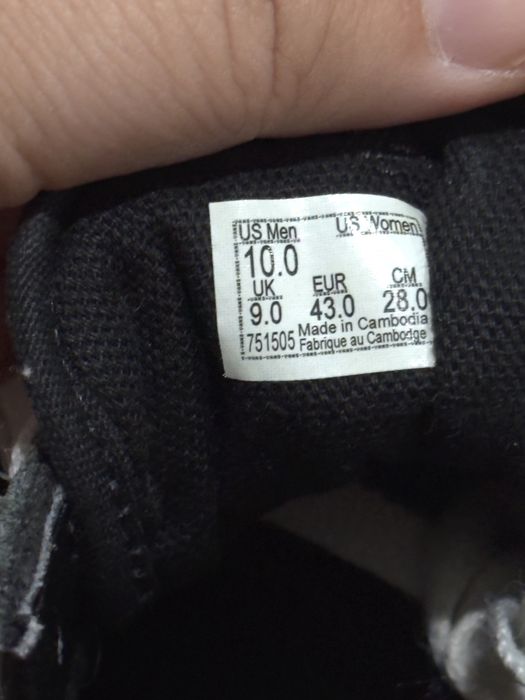 US Men US Women
10.0
UK EUR CM
9.0 43.0 28.0
751505 Made in Cambodia
Fabrique au Cambodge